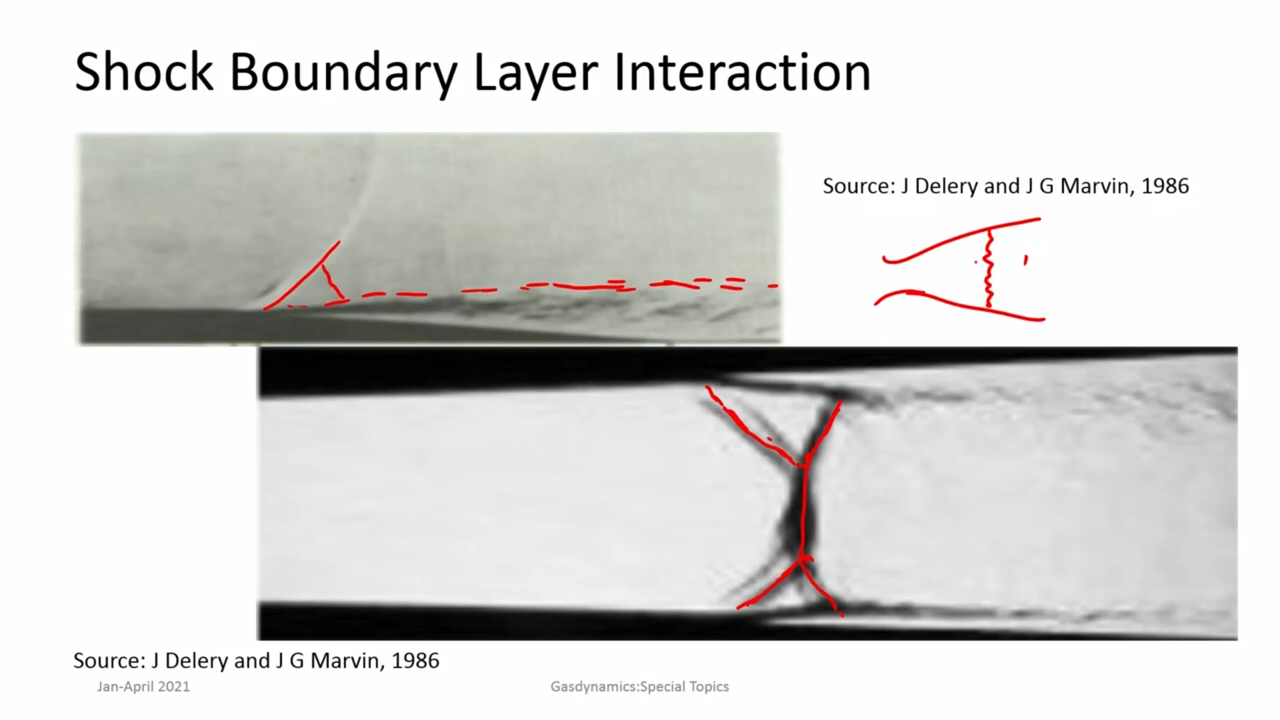 Shock Boundary Layer Interaction
Source: J Delery and J G Marvin, 1986
Source: J Delery and J G Marvin, 1986
Jan-April 2021
Gasdynamics:Special Topics